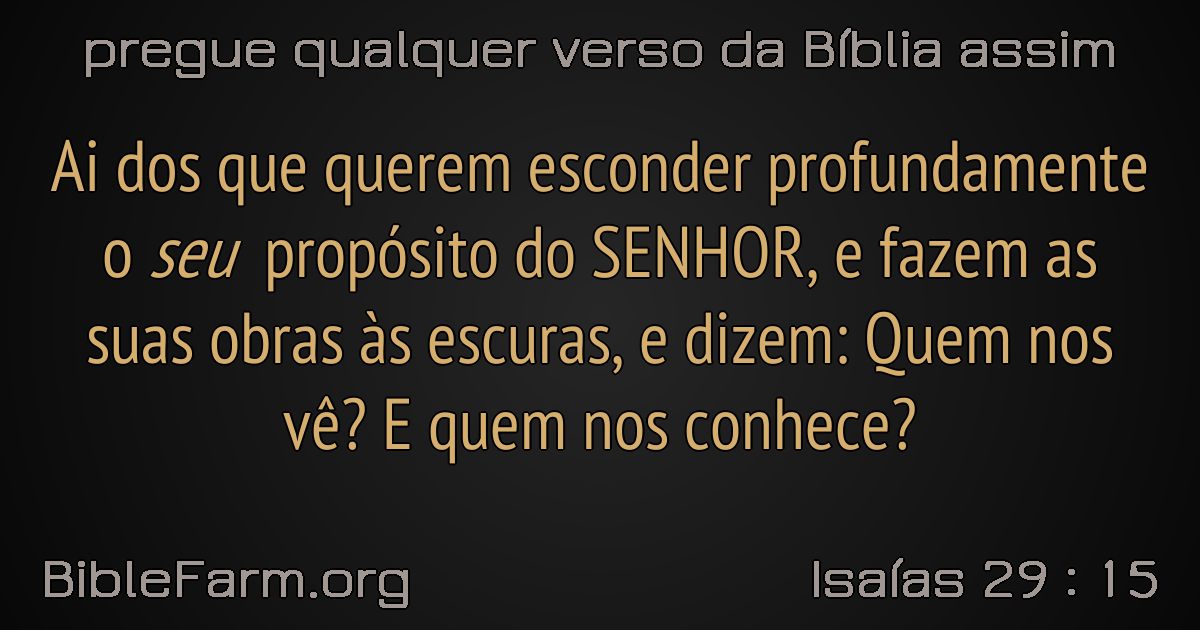 pregue qualquer verso da Bíblia assim
Ai dos que querem esconder profundamente
o seu propósito do SENHOR, e fazem as
suas obras às escuras, e dizem: Quem nos
vê? E quem nos conhece?
BibleFarm.org
Isaías 29 : 15